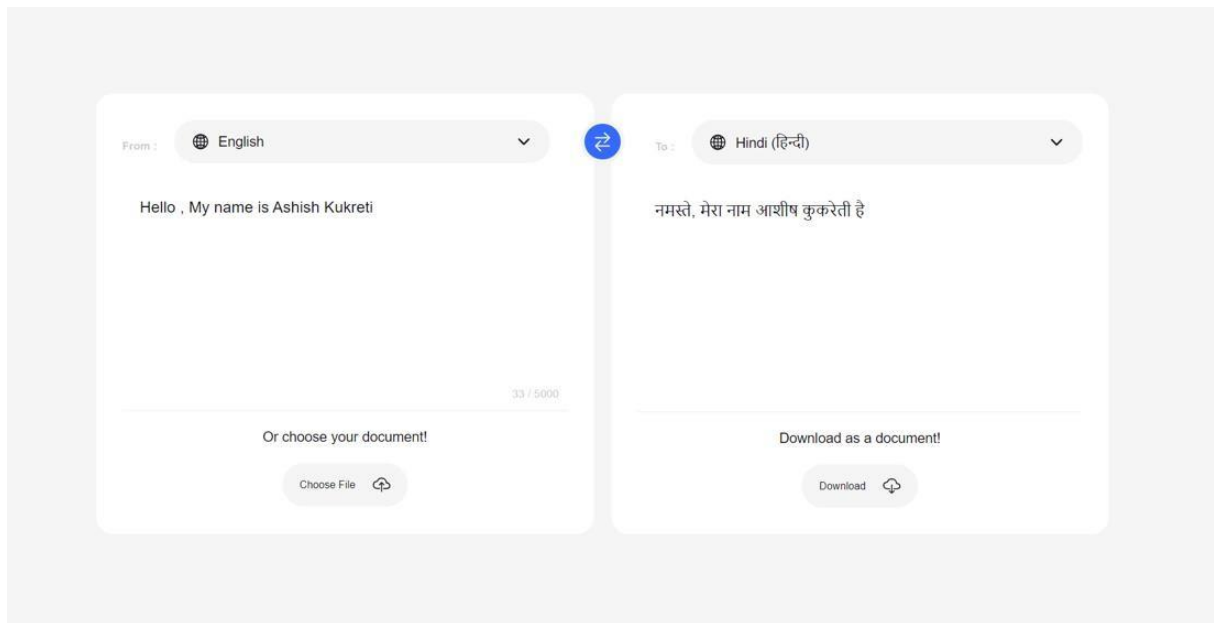 From :
English
To :
Hindi (हिन्दी)
Hello , My name is Ashish Kukreti
नमस्ते, मेरा नाम आशीष कुकरेती है
33 / 5000
Or choose your document!
Choose File
Download as a document!
Download